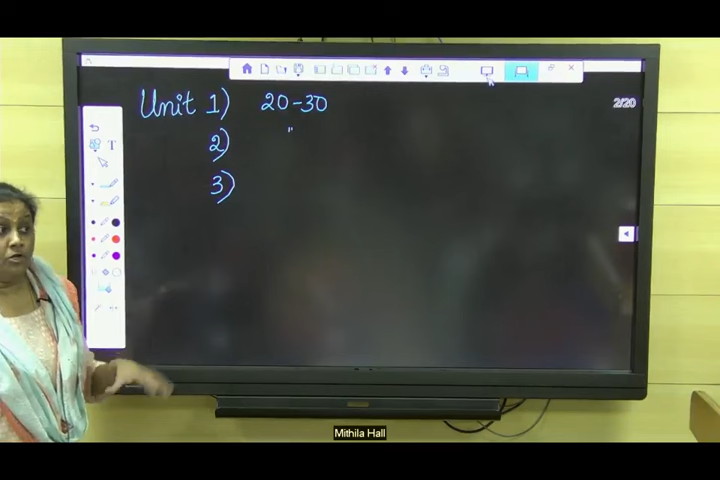 Unit 1) 20-30
2) "
3)
2/20
T
Mithila Hall